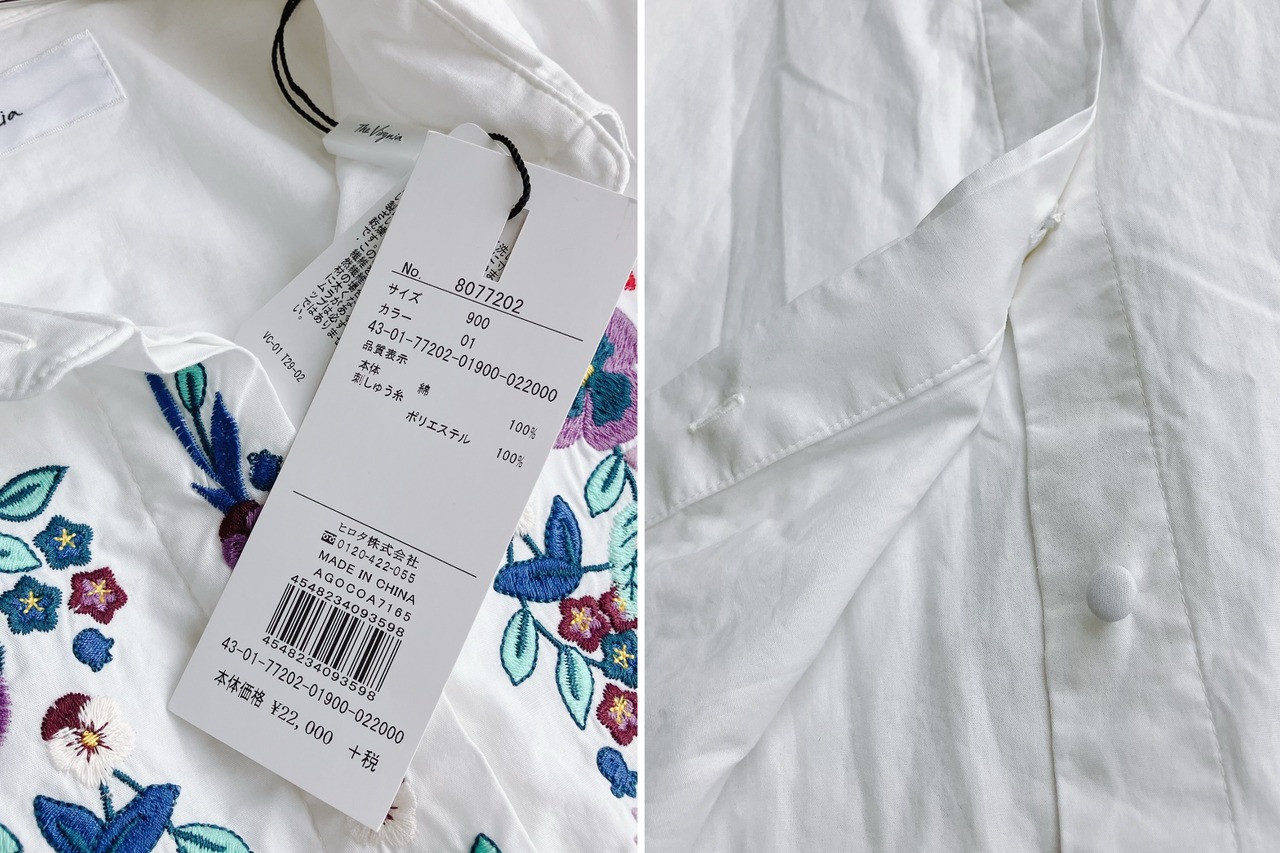 The Virgnia
VC-01 T29-02
No. 8077202
サイズ 900
カラー 01
43-01-77202-01900-022000
品質表示
本体 綿 100%
刺しゅう糸 ポリエステル 100%
ヒロタ株式会社
0120-422-055
MADE IN CHINA
AGOCOA7165
4548234093598
4548234093598
43-01-77202-01900-022000
本体価格 ¥22,000 +税